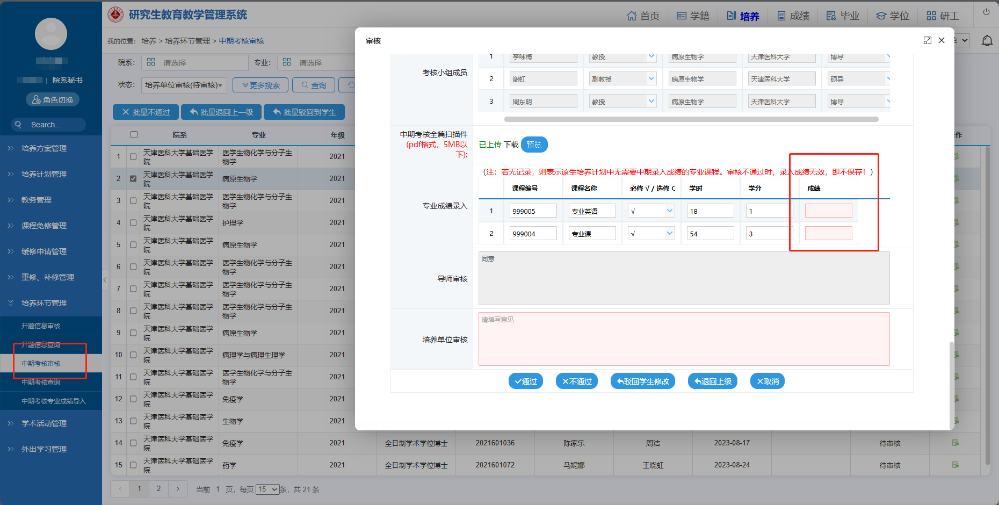 研究生教育教学管理系统
首页
学籍
培养
成绩
毕业
学位
研工
院系秘书
角色切换
Search...
培养方案管理
培养计划管理
教务管理
课程免修管理
缓修申请管理
重修、补修管理
培养环节管理
开题信息审核
开题信息查询
中期考核审核
中期考核查询
中期考核专业成绩导入
学术活动管理
外出学习管理
我的位置： 培养 > 培养环节管理 > 中期考核审核
院系： 请选择 专业： 请选择
状态： 培养单位审核(待审核) 更多搜索 查询
批量不通过 批量退回上一级 批量驳回到学生
院系 专业 年级 作
1 天津医科大学基础医学院 医学生物化学与分子生物学 2021
2 天津医科大学基础医学院 病原生物学 2021
3 天津医科大学基础医学院 医学生物化学与分子生物学 2021
4 天津医科大学基础医学院 护理学 2021
5 天津医科大学基础医学院 病原生物学 2021
6 天津医科大学基础医学院 医学生物化学与分子生物学 2021
7 天津医科大学基础医学院 医学生物化学与分子生物学 2021
8 天津医科大学基础医学院 医学生物化学与分子生物学 2021
9 天津医科大学基础医学院 病原生物学 2021
10 天津医科大学基础医学院 病理学与病理生理学 2021
11 天津医科大学基础医学院 医学生物化学与分子生物学 2021
12 天津医科大学基础医学院 免疫学 2021
13 天津医科大学基础医学院 生物学 2021
14 天津医科大学基础医学院 免疫学 2021 全日制学术学位博士 2021601036 陈家乐 周洁 2023-08-17 待审核
15 天津医科大学基础医学院 药学 2021 全日制学术学位博士 2021601072 马妮娜 王晓虹 2023-08-24 待审核
1 2 当前 1 页，每页 15 条，共 21 条
审核
考核小组成员
1 李咏梅 教授 病原生物学 天津医科大学 博导
2 谢虹 副教授 病原生物学 天津医科大学 硕导
3 周东明 教授 病原生物学 天津医科大学 博导
中期考核全篇扫描件
(pdf格式，5MB以
下):
已上传 下载 预览
专业成绩录入
（注：若无记录，则表示该生培养计划中无需要中期录入成绩的专业课程。审核不通过时，录入成绩无效，即不保存！）
课程编号 课程名称 必修 √ / 选修 学时 学分 成绩
1 999005 专业英语 √ 18 1
2 999004 专业课 √ 54 3
导师审核
同意
培养单位审核
请填写意见
通过 不通过 驳回学生修改 退回上级 取消